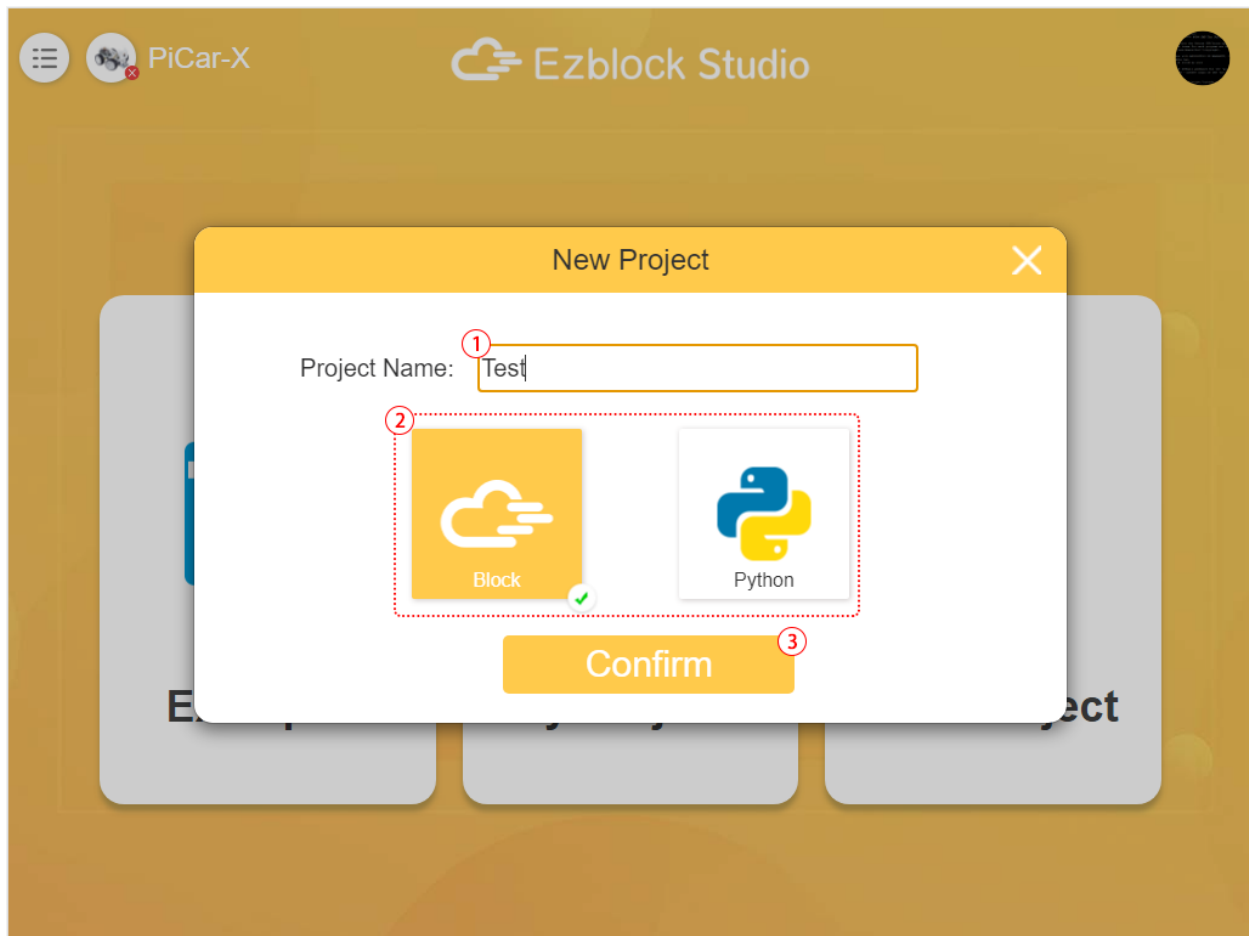 PiCar-X
Ezblock Studio
New Project
1
Project Name:
Test
2
Block
Python
3
Confirm